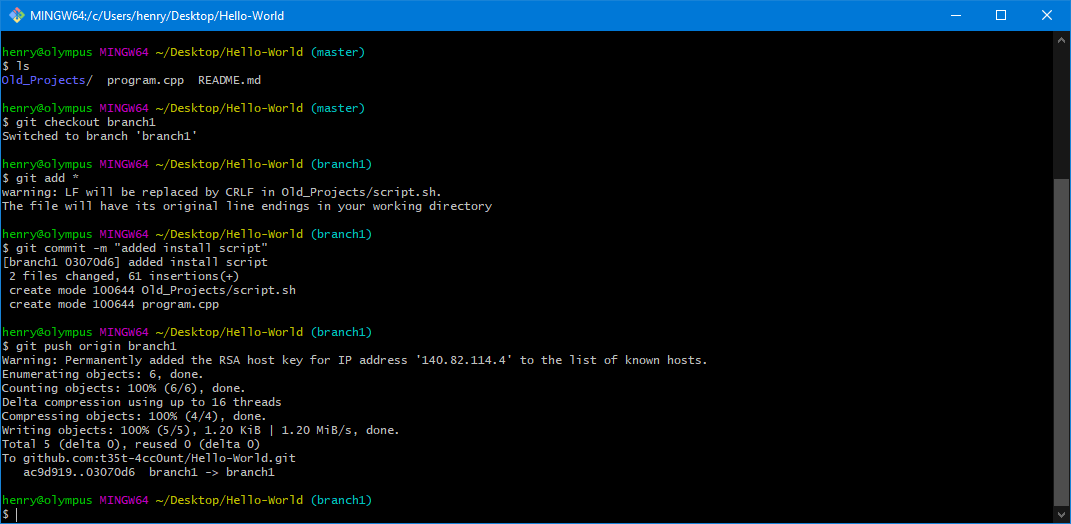 MINGW64:/c/Users/henry/Desktop/Hello-World
henry@olympus MINGW64 ~/Desktop/Hello-World (master)
$ ls
Old_Projects/  program.cpp  README.md
henry@olympus MINGW64 ~/Desktop/Hello-World (master)
$ git checkout branch1
Switched to branch 'branch1'
henry@olympus MINGW64 ~/Desktop/Hello-World (branch1)
$ git add *
warning: LF will be replaced by CRLF in Old_Projects/script.sh.
The file will have its original line endings in your working directory
henry@olympus MINGW64 ~/Desktop/Hello-World (branch1)
$ git commit -m "added install script"
[branch1 03070d6] added install script
 2 files changed, 61 insertions(+)
 create mode 100644 Old_Projects/script.sh
 create mode 100644 program.cpp
henry@olympus MINGW64 ~/Desktop/Hello-World (branch1)
$ git push origin branch1
Warning: Permanently added the RSA host key for IP address '140.82.114.4' to the list of known hosts.
Enumerating objects: 6, done.
Counting objects: 100% (6/6), done.
Delta compression using up to 16 threads
Compressing objects: 100% (4/4), done.
Writing objects: 100% (5/5), 1.20 KiB | 1.20 MiB/s, done.
Total 5 (delta 0), reused 0 (delta 0)
To github.com:t35t-4cc0unt/Hello-World.git
   ac9d919..03070d6  branch1 -> branch1
henry@olympus MINGW64 ~/Desktop/Hello-World (branch1)
$